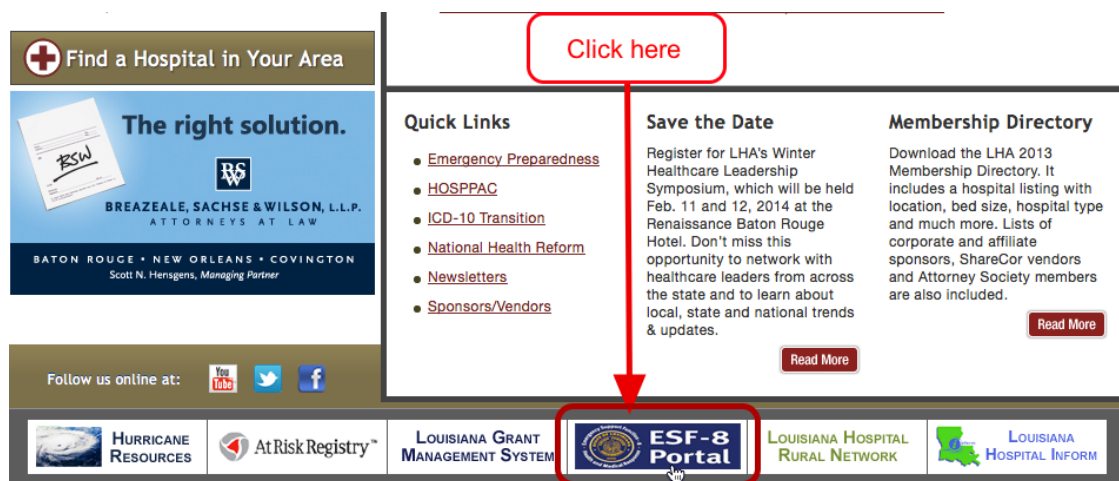 Click here
Find a Hospital in Your Area
The right solution.
BSW
BSW
BREAZEALE, SACHSE & WILSON, L.L.P.
ATTORNEYS AT LAW
BATON ROUGE • NEW ORLEANS • COVINGTON
Scott N. Hensgens, Managing Partner
Quick Links
Emergency Preparedness
HOSPPAC
ICD-10 Transition
National Health Reform
Newsletters
Sponsors/Vendors
Save the Date
Register for LHA's Winter
Healthcare Leadership
Symposium, which will be held
Feb. 11 and 12, 2014 at the
Renaissance Baton Rouge
Hotel. Don't miss this
opportunity to network with
healthcare leaders from across
the state and to learn about
local, state and national trends
& updates.
Read More
Membership Directory
Download the LHA 2013
Membership Directory. It
includes a hospital listing with
location, bed size, hospital type
and much more. Lists of
corporate and affiliate
sponsors, ShareCor vendors
and Attorney Society members
are also included.
Read More
Follow us online at:
You
Tube
f
HURRICANE
RESOURCES
AtRiskRegistry™
LOUISIANA GRANT
MANAGEMENT SYSTEM
ESF-8
Portal
LOUISIANA HOSPITAL
RURAL NETWORK
LOUISIANA
HOSPITAL INFORM